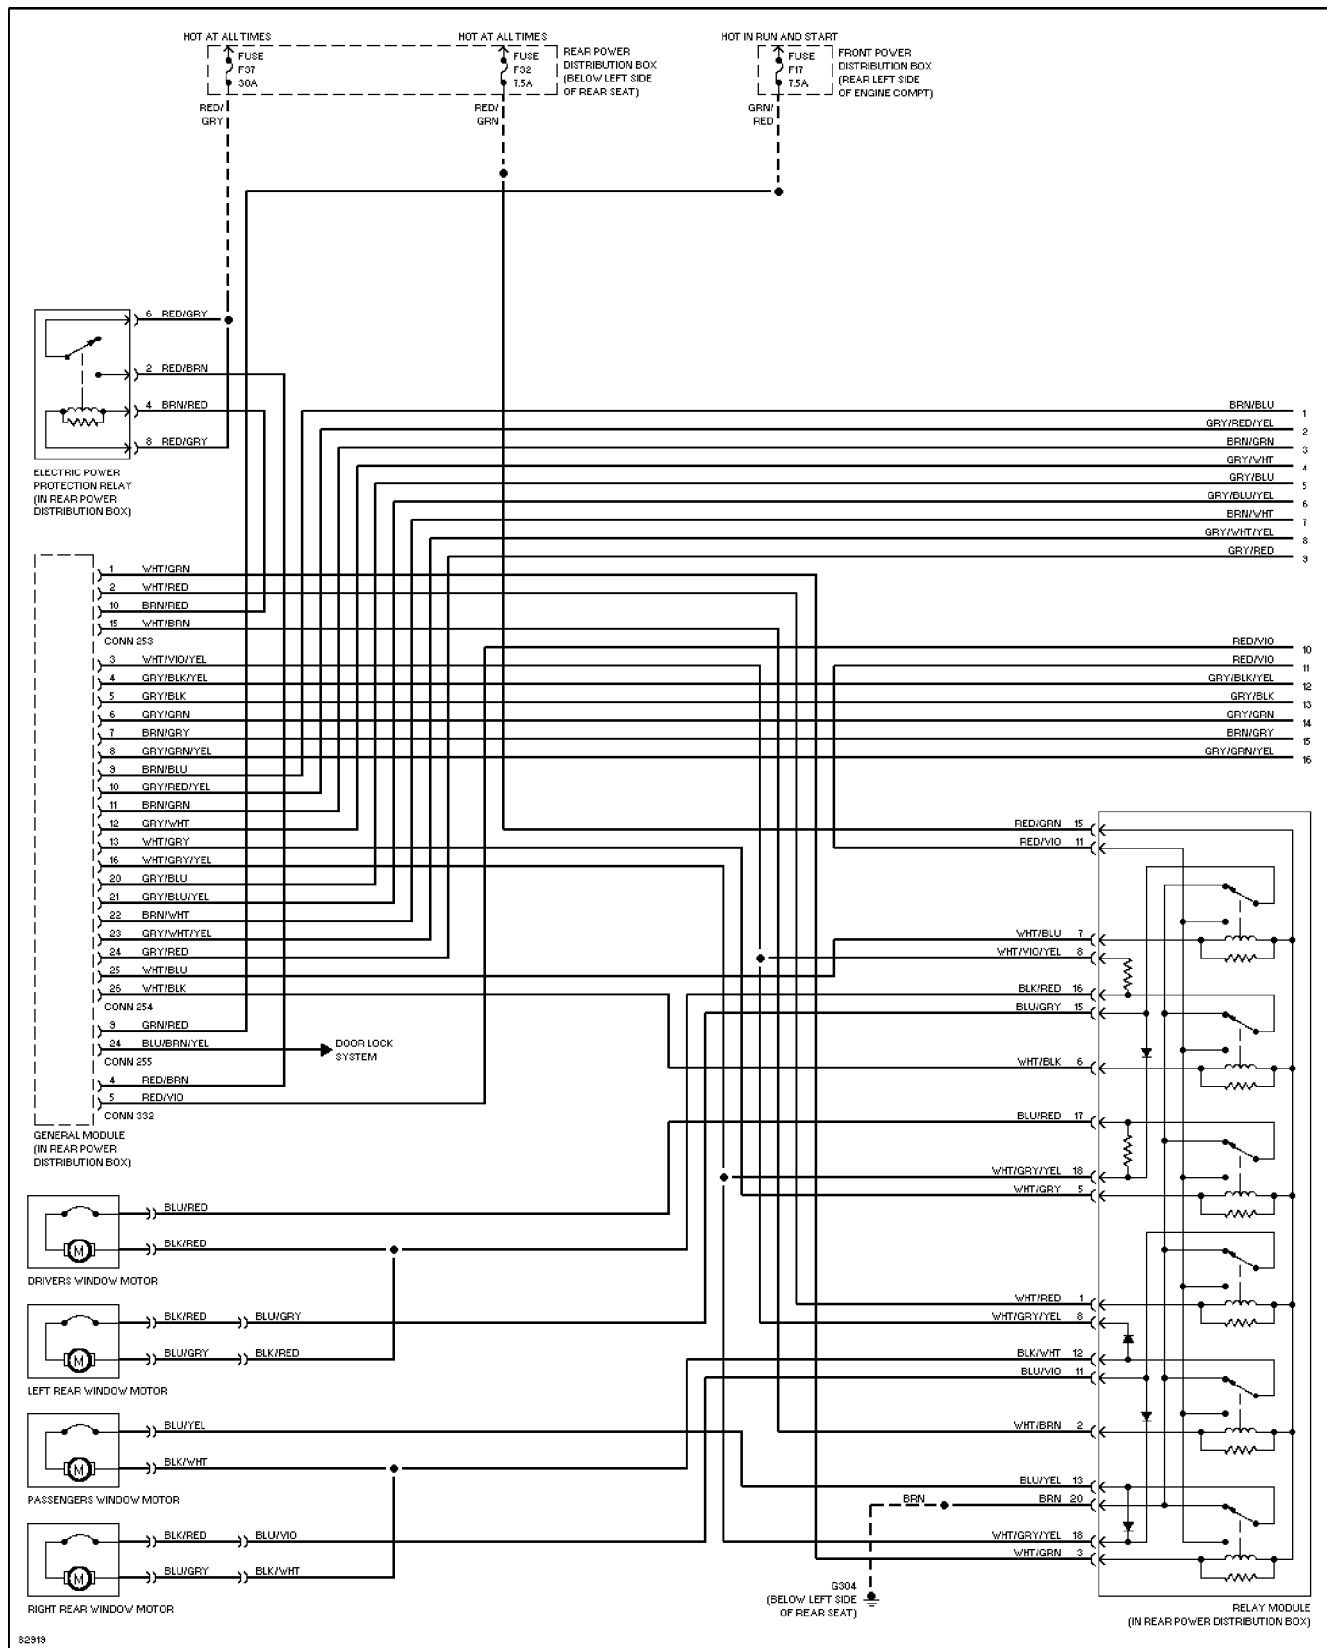 HOT AT ALL TIMES
HOT AT ALL TIMES
HOT IN RUN AND START
FUSE
F37
30A
FUSE
F32
7.5A
REAR POWER
DISTRIBUTION BOX
(BELOW LEFT SIDE
OF REAR SEAT)
FUSE
F17
7.5A
FRONT POWER
DISTRIBUTION BOX
(REAR LEFT SIDE
OF ENGINE COMPT)
RED/
GRY
RED/
GRN
GRN/
RED
6 RED/GRY
2 RED/BRN
4 BRN/RED
8 RED/GRY
ELECTRIC POWER
PROTECTION RELAY
(IN REAR POWER
DISTRIBUTION BOX)
BRN/BLU 1
GRY/RED/YEL 2
BRN/GRN 3
GRY/WHT 4
GRY/BLU 5
GRY/BLU/YEL 6
BRN/WHT 7
GRY/WHT/YEL 8
GRY/RED 9
RED/VIO 10
RED/VIO 11
GRY/BLK/YEL 12
GRY/BLK 13
GRY/GRN 14
BRN/GRY 15
GRY/GRN/YEL 16
1 WHT/GRN
2 WHT/RED
10 BRN/RED
15 WHT/BRN
CONN 253
3 WHT/VIO/YEL
4 GRY/BLK/YEL
5 GRY/BLK
6 GRY/GRN
7 BRN/GRY
8 GRY/GRN/YEL
9 BRN/BLU
10 GRY/RED/YEL
11 BRN/GRN
12 GRY/WHT
13 WHT/GRY
16 WHT/GRY/YEL
20 GRY/BLU
21 GRY/BLU/YEL
22 BRN/WHT
23 GRY/WHT/YEL
24 GRY/RED
25 WHT/BLU
26 WHT/BLK
CONN 254
9 GRN/RED
24 BLU/BRN/YEL
CONN 255
DOOR LOCK
SYSTEM
4 RED/BRN
5 RED/VIO
CONN 332
GENERAL MODULE
(IN REAR POWER
DISTRIBUTION BOX)
RED/GRN 15
RED/VIO 11
WHT/BLU 7
WHT/VIO/YEL 8
BLK/RED 16
BLU/GRY 15
WHT/BLK 6
BLU/RED 17
WHT/GRY/YEL 18
WHT/GRY 5
WHT/RED 1
WHT/GRY/YEL 8
BLK/WHT 12
BLU/VIO 11
WHT/BRN 2
BLU/YEL 13
BRN BRN 20
WHT/GRY/YEL 18
WHT/GRN 3
BLU/RED
BLK/RED
DRIVERS WINDOW MOTOR
BLK/RED BLU/GRY
BLU/GRY BLK/RED
LEFT REAR WINDOW MOTOR
BLU/YEL
BLK/WHT
PASSENGERS WINDOW MOTOR
BLK/RED BLU/VIO
BLU/GRY BLK/WHT
RIGHT REAR WINDOW MOTOR
M
M
M
M
G304
(BELOW LEFT SIDE
OF REAR SEAT)
RELAY MODULE
(IN REAR POWER DISTRIBUTION BOX)
82919